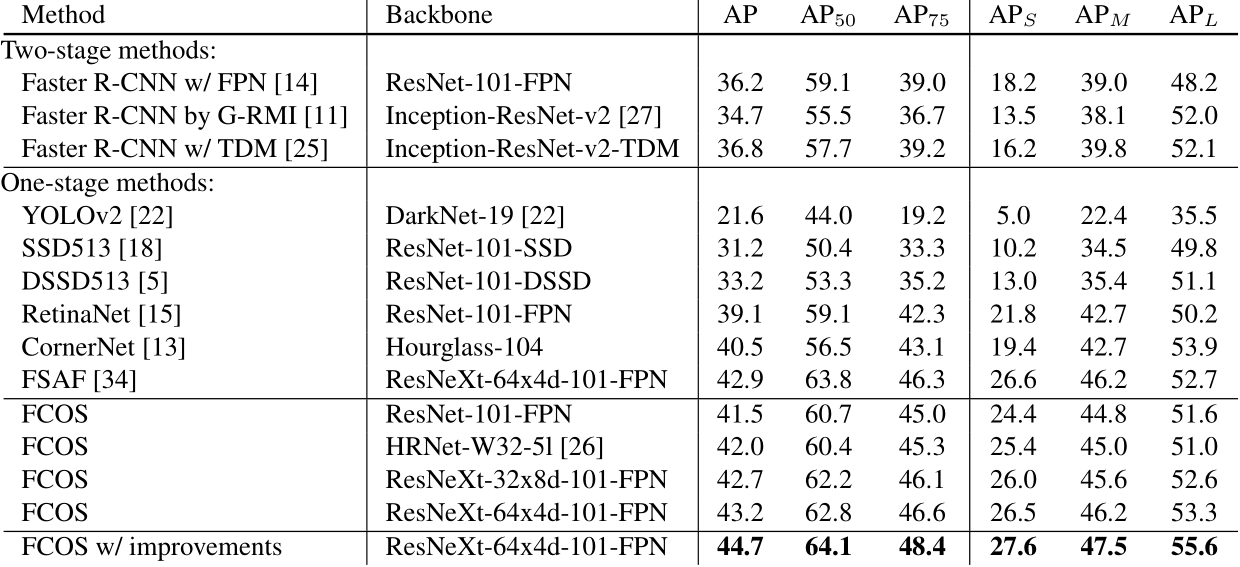 Method Backbone AP AP50 AP75 APS APM APL
Two-stage methods:
Faster R-CNN w/ FPN [14] ResNet-101-FPN 36.2 59.1 39.0 18.2 39.0 48.2
Faster R-CNN by G-RMI [11] Inception-ResNet-v2 [27] 34.7 55.5 36.7 13.5 38.1 52.0
Faster R-CNN w/ TDM [25] Inception-ResNet-v2-TDM 36.8 57.7 39.2 16.2 39.8 52.1
One-stage methods:
YOLOv2 [22] DarkNet-19 [22] 21.6 44.0 19.2 5.0 22.4 35.5
SSD513 [18] ResNet-101-SSD 31.2 50.4 33.3 10.2 34.5 49.8
DSSD513 [5] ResNet-101-DSSD 33.2 53.3 35.2 13.0 35.4 51.1
RetinaNet [15] ResNet-101-FPN 39.1 59.1 42.3 21.8 42.7 50.2
CornerNet [13] Hourglass-104 40.5 56.5 43.1 19.4 42.7 53.9
FSAF [34] ResNeXt-64x4d-101-FPN 42.9 63.8 46.3 26.6 46.2 52.7
FCOS ResNet-101-FPN 41.5 60.7 45.0 24.4 44.8 51.6
FCOS HRNet-W32-5l [26] 42.0 60.4 45.3 25.4 45.0 51.0
FCOS ResNeXt-32x8d-101-FPN 42.7 62.2 46.1 26.0 45.6 52.6
FCOS ResNeXt-64x4d-101-FPN 43.2 62.8 46.6 26.5 46.2 53.3
FCOS w/ improvements ResNeXt-64x4d-101-FPN 44.7 64.1 48.4 27.6 47.5 55.6